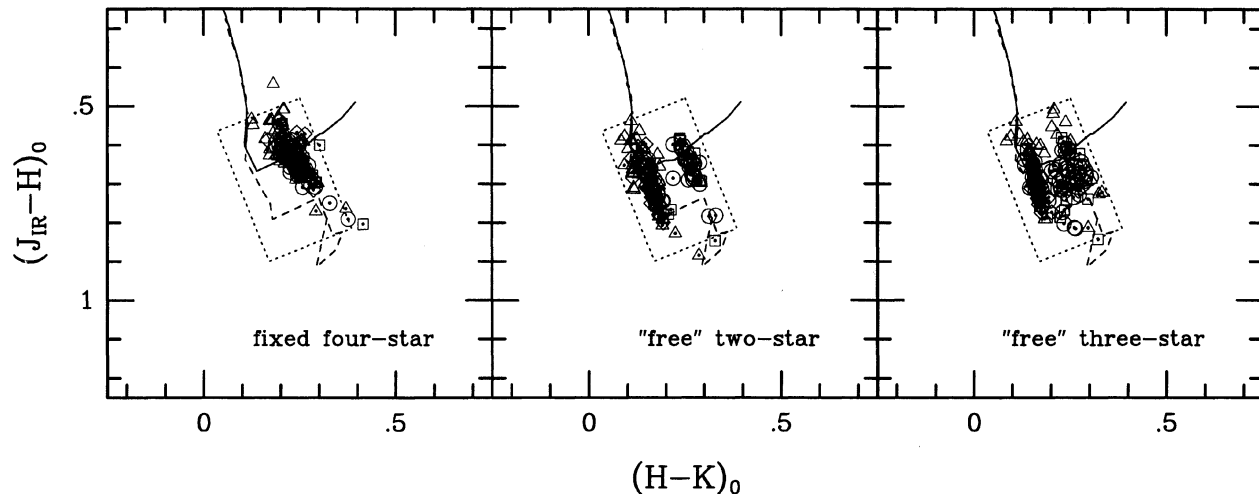 .5
1
(J_IR−H)_0
fixed four−star
"free" two−star
"free" three−star
0 .5 0 .5 0 .5
(H−K)_0